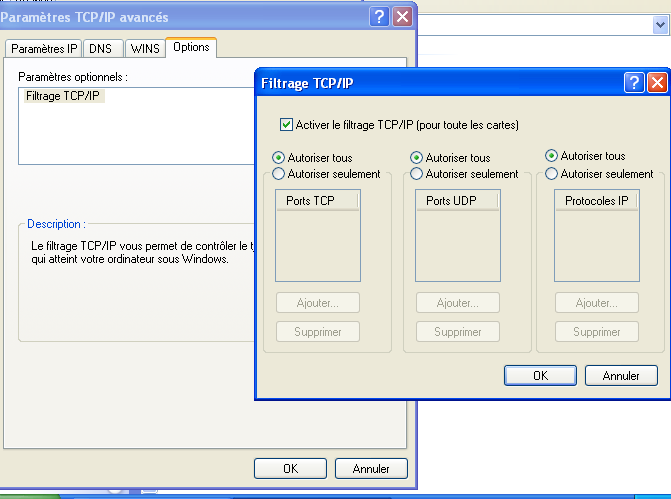 Paramètres TCP/IP avancés
Paramètres IP DNS WINS Options
Paramètres optionnels :
Filtrage TCP/IP
Description :
Le filtrage TCP/IP vous permet de contrôler le
qui atteint votre ordinateur sous Windows.
OK Annuler
Filtrage TCP/IP
Activer le filtrage TCP/IP (pour toute les cartes)
Autoriser tous
Autoriser seulement
Ports TCP
Ajouter...
Supprimer
Autoriser tous
Autoriser seulement
Ports UDP
Ajouter...
Supprimer
Autoriser tous
Autoriser seulement
Protocoles IP
Ajouter...
Supprimer
OK Annuler